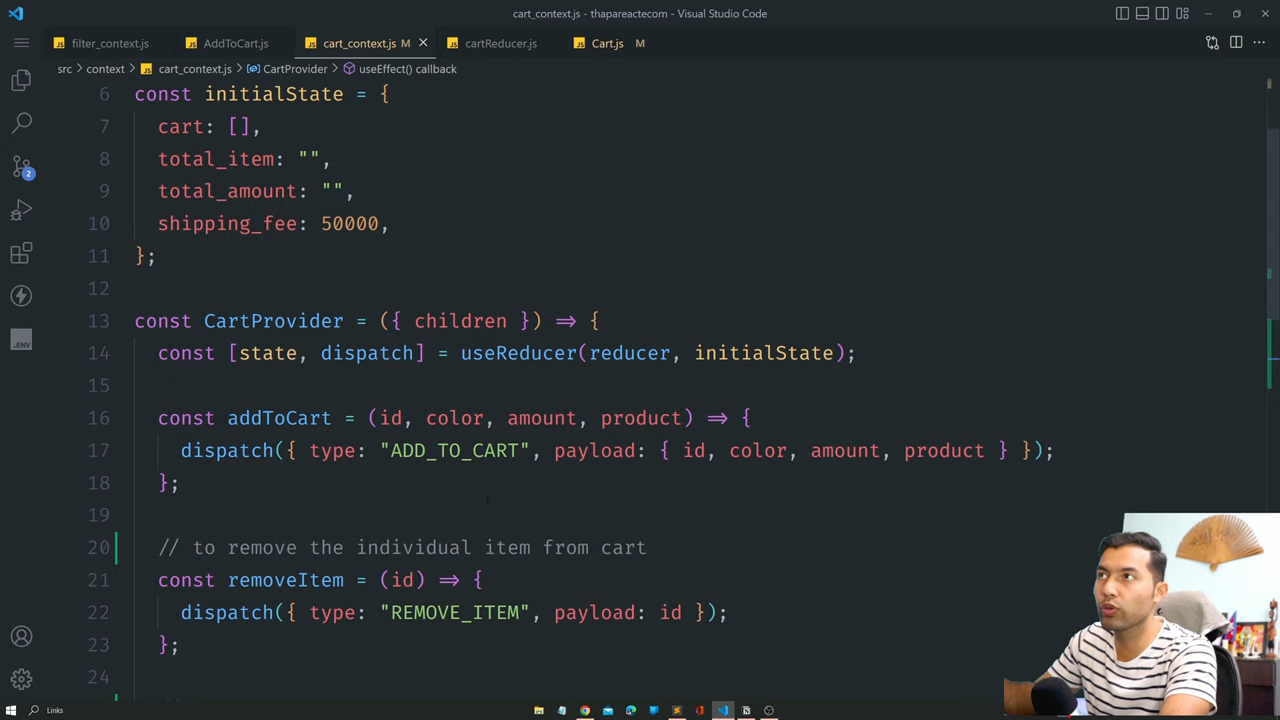 cart_context.js - thapareactecom - Visual Studio Code
filter_context.js AddToCart.js cart_context.js M cartReducer.js Cart.js M
src > context > cart_context.js > CartProvider > useEffect() callback
6 const initialState = {
7 cart: [],
8 total_item: "",
9 total_amount: "",
10 shipping_fee: 50000,
11 };
12
13 const CartProvider = ({ children }) => {
14 const [state, dispatch] = useReducer(reducer, initialState);
15
16 const addToCart = (id, color, amount, product) => {
17 dispatch({ type: "ADD_TO_CART", payload: { id, color, amount, product } });
18 };
19
20 // to remove the individual item from cart
21 const removeItem = (id) => {
22 dispatch({ type: "REMOVE_ITEM", payload: id });
23 };
24
2
.ENV
Links